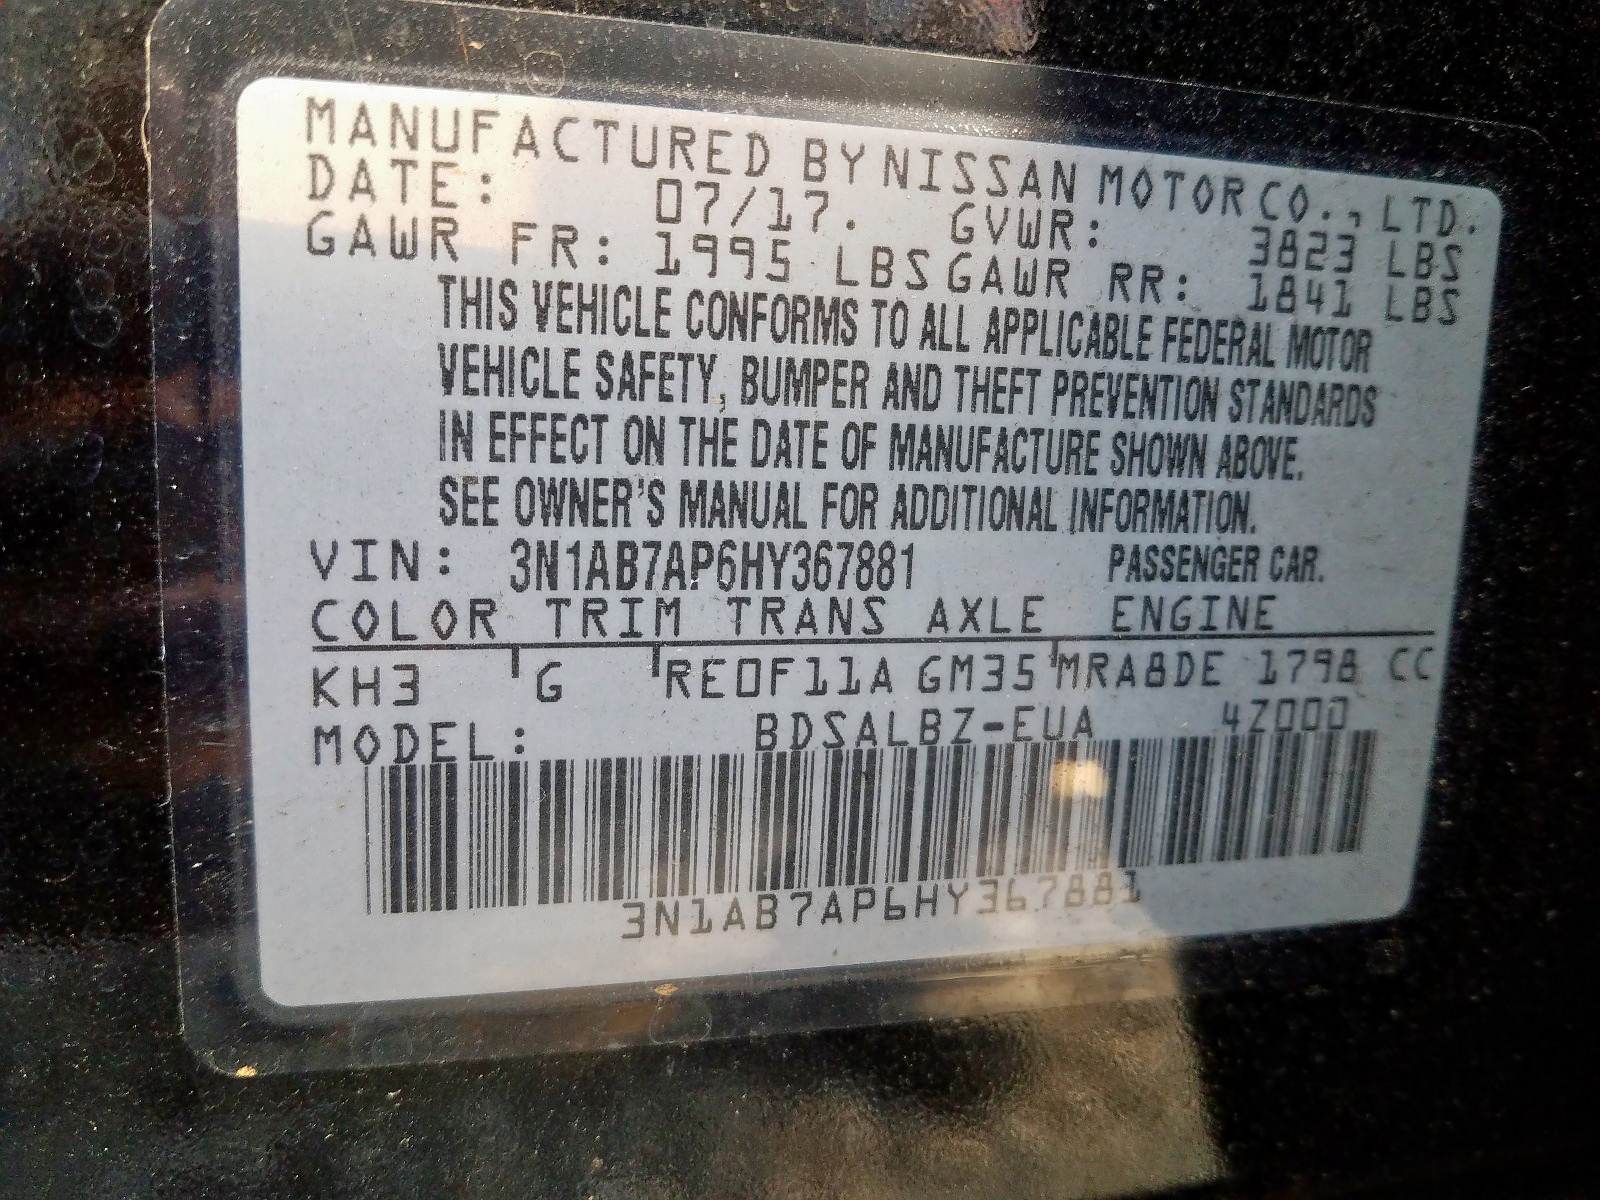 MANUFACTURED BY NISSAN MOTOR CO., LTD.
DATE: 07/17. GVWR: 3823 LBS
GAWR FR: 1995 LBS GAWR RR: 1841 LBS
THIS VEHICLE CONFORMS TO ALL APPLICABLE FEDERAL MOTOR
VEHICLE SAFETY, BUMPER AND THEFT PREVENTION STANDARDS
IN EFFECT ON THE DATE OF MANUFACTURE SHOWN ABOVE.
SEE OWNER'S MANUAL FOR ADDITIONAL INFORMATION.
VIN: 3N1AB7AP6HY367881 PASSENGER CAR.
COLOR TRIM TRANS AXLE ENGINE
KH3 G RE0F11A GM35 MRA8DE 1798 CC
MODEL: BDSALBZ-EUA 4Z000
3N1AB7AP6HY367881